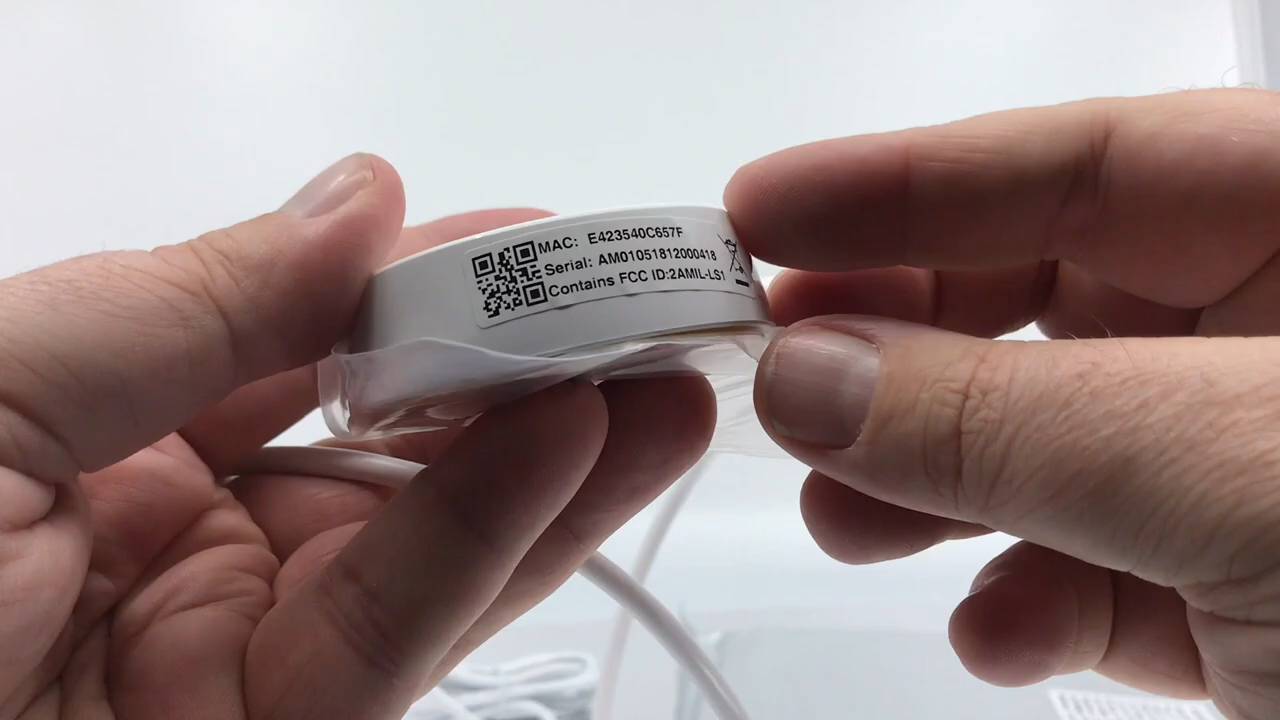 MAC: E423540C657F
Serial: AM01051812000418
Contains FCC ID:2AMIL-LS1